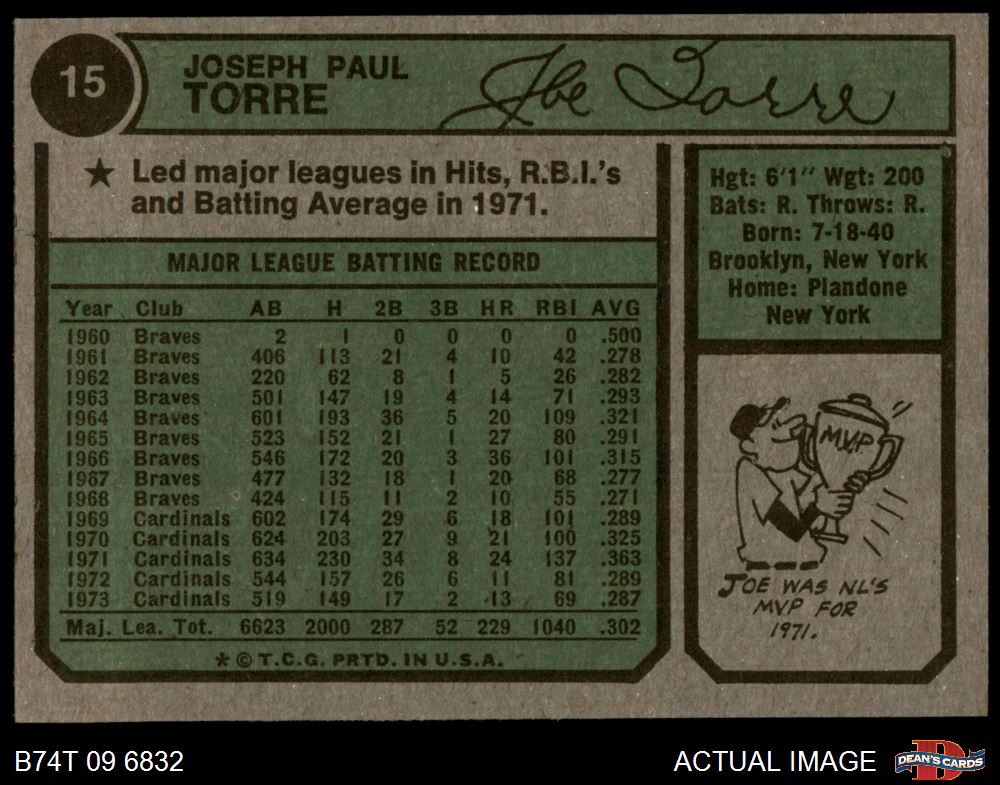 15
JOSEPH PAUL
TORRE
Joe Torre
★ Led major leagues in Hits, R.B.I.'s
and Batting Average in 1971.
MAJOR LEAGUE BATTING RECORD
Year Club AB H 2B 3B HR RBI AVG
1960 Braves 2 1 0 0 0 0 .500
1961 Braves 406 113 21 4 10 42 .278
1962 Braves 220 62 8 1 5 26 .282
1963 Braves 501 147 19 4 14 71 .293
1964 Braves 601 193 36 5 20 109 .321
1965 Braves 523 152 21 1 27 80 .291
1966 Braves 546 172 20 3 36 101 .315
1967 Braves 477 132 18 1 20 68 .277
1968 Braves 424 115 11 2 10 55 .271
1969 Cardinals 602 174 29 6 18 101 .289
1970 Cardinals 624 203 27 9 21 100 .325
1971 Cardinals 634 230 34 8 24 137 .363
1972 Cardinals 544 157 26 6 11 81 .289
1973 Cardinals 519 149 17 2 13 69 .287
Maj. Lea. Tot. 6623 2000 287 52 229 1040 .302
* © T.C.G. PRTD. IN U.S.A.
Hgt: 6'1" Wgt: 200
Bats: R. Throws: R.
Born: 7-18-40
Brooklyn, New York
Home: Plandone
New York
M.V.P.
JOE WAS NL'S
MVP FOR
1971.
B74T 09 6832
ACTUAL IMAGE
D
DEAN'S CARDS